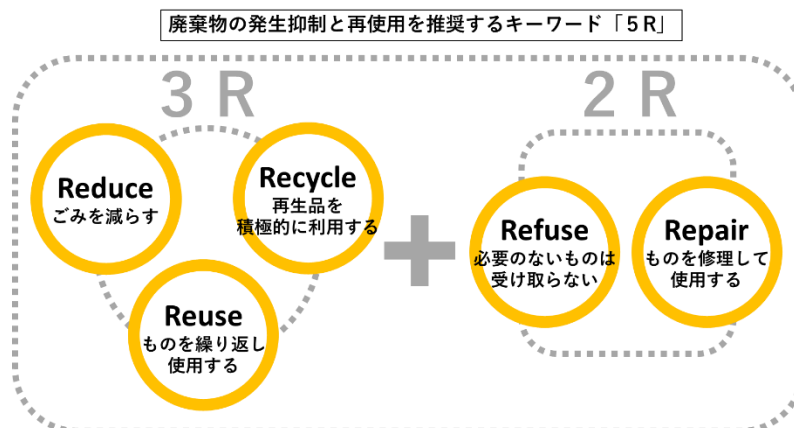 廃棄物の発生抑制と再使用を推奨するキーワード「５R」
３R
２R
Reduce
ごみを減らす
Recycle
再生品を
積極的に利用する
Reuse
ものを繰り返し
使用する
+
Refuse
必要のないものは
受け取らない
Repair
ものを修理して
使用する